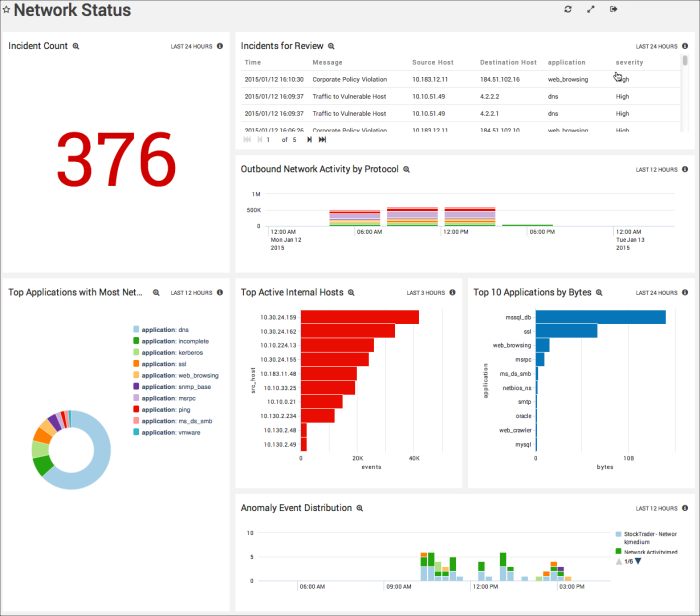 Network Status
Incident Count
LAST 24 HOURS
376
Incidents for Review
LAST 24 HOURS
Time Message Source Host Destination Host application severity
2015/01/12 16:10:30 Corporate Policy Violation 10.183.12.11 184.51.102.16 web_browsing High
2015/01/12 16:09:37 Traffic to Vulnerable Host 10.10.51.49 4.2.2.2 dns High
2015/01/12 16:09:37 Traffic to Vulnerable Host 10.10.51.49 4.2.2.1 dns High
2015/01/12 16:06:26 Corporate Policy Violation 10.183.12.11 184.51.102.10 web_browsing High
1 of 5
Outbound Network Activity by Protocol
LAST 12 HOURS
1M
500K
0
12:00 AM 06:00 AM 12:00 PM 06:00 PM 12:00 AM
Mon Jan 12 Tue Jan 13
2015
Top Applications with Most Net...
LAST 12 HOURS
application: dns
application: incomplete
application: kerberos
application: ssl
application: web_browsing
application: snmp_base
application: msrpc
application: ping
application: ms_ds_smb
application: vmware
Top Active Internal Hosts
LAST 3 HOURS
src_host
10.30.24.159
10.30.24.162
10.10.224.13
10.30.24.155
10.183.11.48
10.10.33.25
10.10.0.21
10.130.2.234
10.130.2.48
10.130.2.49
0 20K 40K
events
Top 10 Applications by Bytes
LAST 24 HOURS
application
mssql_db
ssl
web_browsing
msrpc
ms_ds_smb
netbios_ns
smtp
oracle
web_crawler
mysql
0 10B
bytes
Anomaly Event Distribution
LAST 12 HOURS
10
5
0
06:00 AM 09:00 AM 12:00 PM 03:00 PM
StockTrader - Networ
k|medium
Network Activity|med
1/6